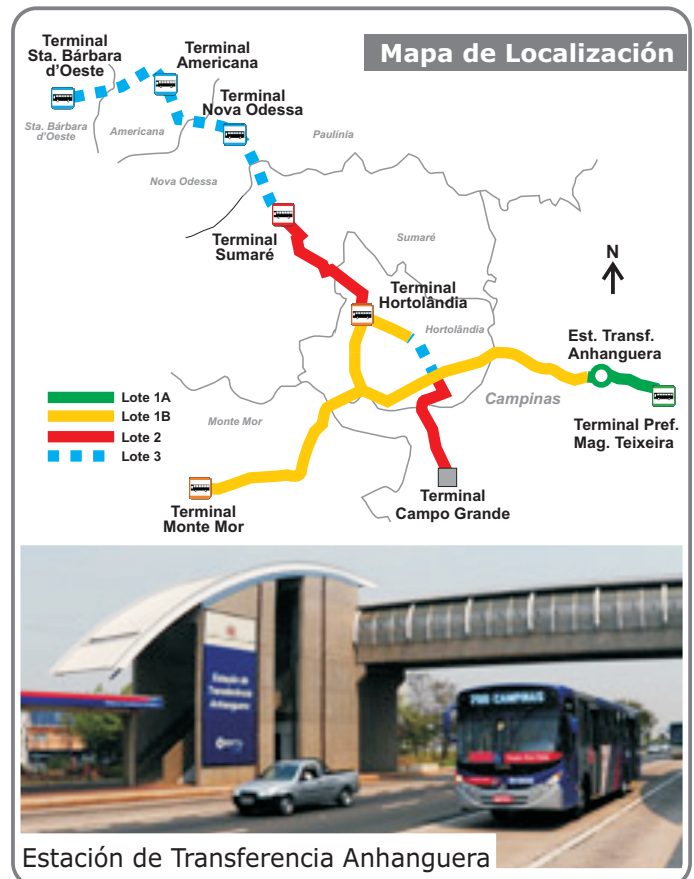 Mapa de Localización
Terminal
Sta. Bárbara
d'Oeste
Terminal
Americana
Terminal
Nova Odessa
Sta. Bárbara
d'Oeste
Americana
Paulínia
Nova Odessa
Terminal
Sumaré
Sumaré
N
Terminal
Hortolândia
Hortolândia
Est. Transf.
Anhanguera
Lote 1A
Lote 1B
Lote 2
Lote 3
Campinas
Monte Mor
Terminal Pref.
Mag. Teixeira
Terminal
Monte Mor
Terminal
Campo Grande
Estação de
Transferência
Anhanguera
CAMPINAS
Estación de Transferencia Anhanguera